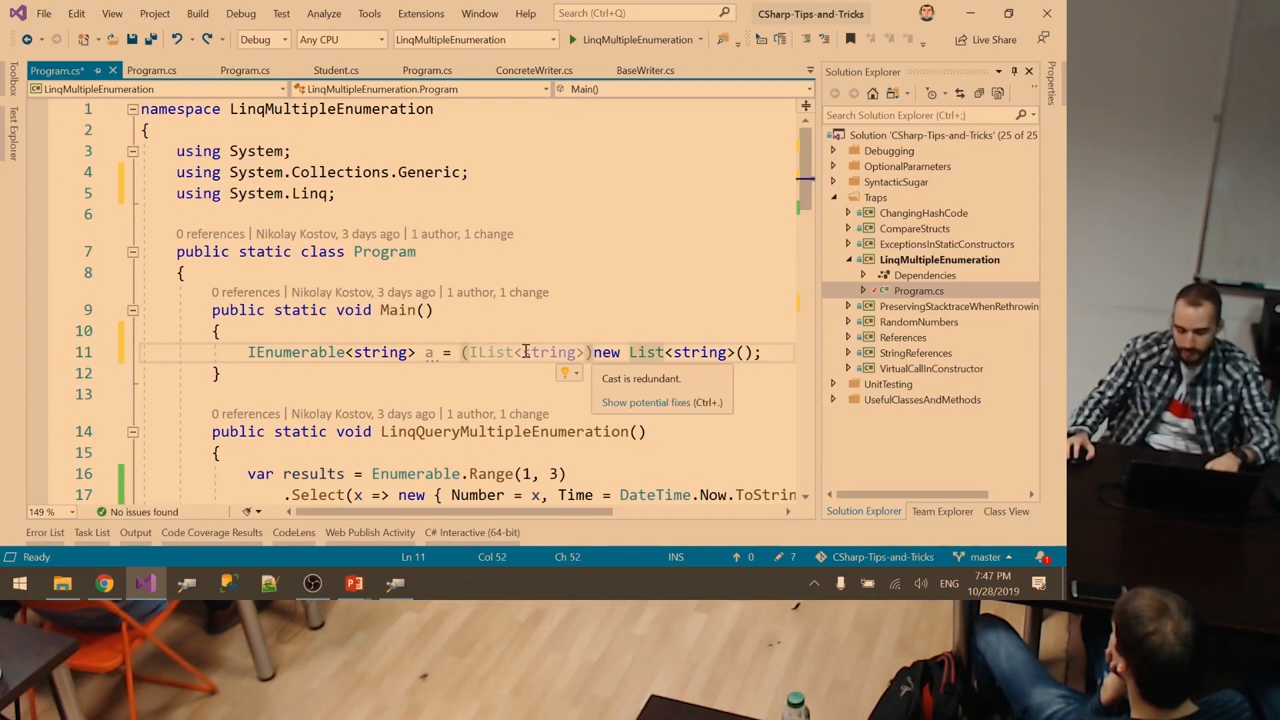 File Edit View Project Build Debug Test Analyze Tools Extensions Window Help Search (Ctrl+Q) CSharp-Tips-and-Tricks
Debug Any CPU LinqMultipleEnumeration LinqMultipleEnumeration Live Share
Toolbox
Test Explorer
Program.cs* Program.cs Program.cs Student.cs Program.cs ConcreteWriter.cs BaseWriter.cs
LinqMultipleEnumeration LinqMultipleEnumeration.Program Main()
1 namespace LinqMultipleEnumeration
2 {
3 using System;
4 using System.Collections.Generic;
5 using System.Linq;
6
0 references | Nikolay Kostov, 3 days ago | 1 author, 1 change
7 public static class Program
8 {
0 references | Nikolay Kostov, 3 days ago | 1 author, 1 change
9 public static void Main()
10 {
11 IEnumerable<string> a = (IList<string>)new List<string>();
12 }
Cast is redundant.
13
Show potential fixes (Ctrl+.)
0 references | Nikolay Kostov, 3 days ago | 1 author, 1 change
14 public static void LinqQueryMultipleEnumeration()
15 {
16 var results = Enumerable.Range(1, 3)
17 .Select(x => new { Number = x, Time = DateTime.Now.ToStrin
149 % No issues found
Solution Explorer
Search Solution Explorer (Ctrl+;)
Solution 'CSharp-Tips-and-Tricks' (25 of 25
Debugging
OptionalParameters
SyntacticSugar
Traps
ChangingHashCode
CompareStructs
ExceptionsInStaticConstructors
LinqMultipleEnumeration
Dependencies
Program.cs
PreservingStacktraceWhenRethrowin
RandomNumbers
References
StringReferences
VirtualCallInConstructor
UnitTesting
UsefulClassesAndMethods
Solution Explorer Team Explorer Class View
Properties
Error List Task List Output Code Coverage Results CodeLens Web Publish Activity C# Interactive (64-bit)
Ready Ln 11 Col 52 Ch 52 INS 0 7 CSharp-Tips-and-Tricks master 1
ENG 7:47 PM
10/28/2019